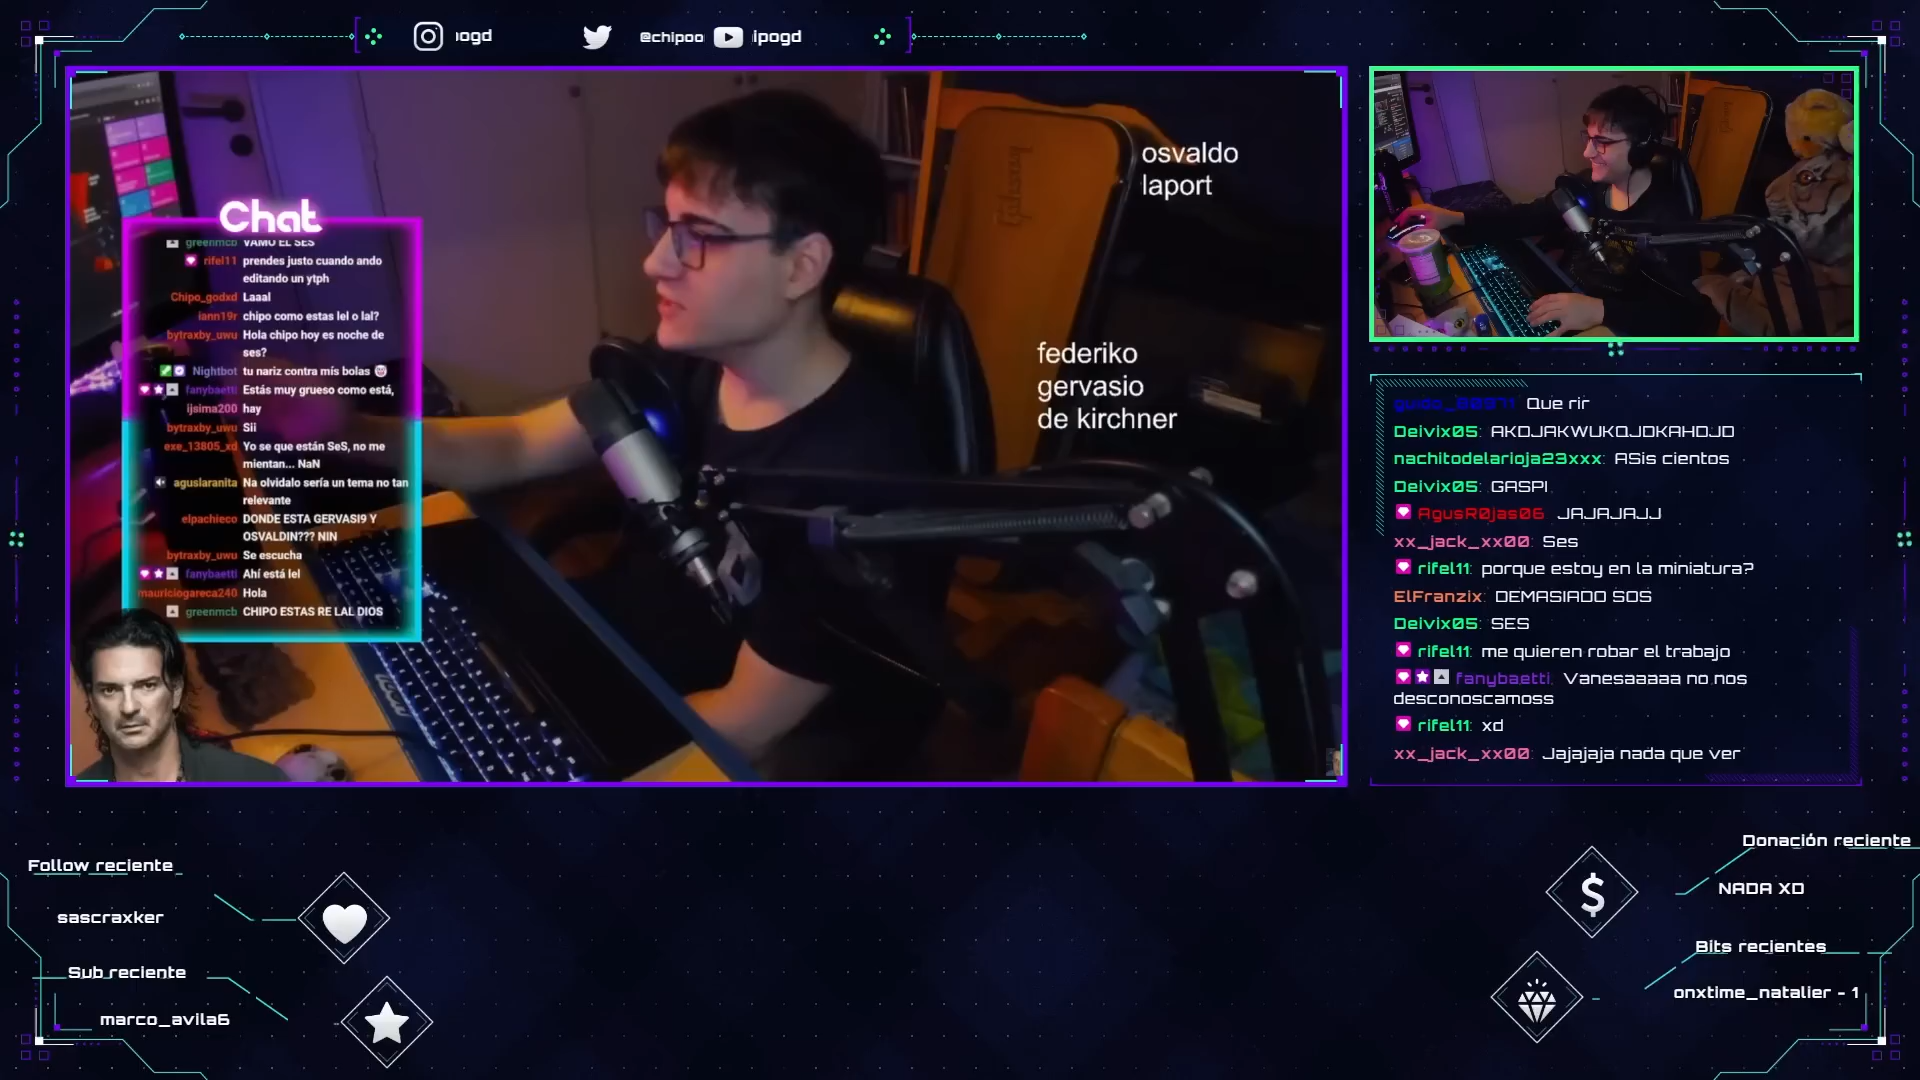 ıogd
@chipoo
ipogd
osvaldo
laport
federiko
gervasio
de kirchner
Chat
greenmcb VAMO EL SES
rifel11 prendes justo cuando ando
editando un ytph
Chipo_godxd Laaal
iann19r chipo como estas lel o lal?
bytraxby_uwu Hola chipo hoy es noche de
ses?
Nightbot tu nariz contra mís bolas
fanybaetti Estás muy grueso como está,
ijsima200 hay
bytraxby_uwu Sii
exe_13805_xd Yo se que están SeS, no me
mientan... NaN
aguslaranita Na olvidalo sería un tema no tan
relevante
elpachieco DONDE ESTA GERVASI9 Y
OSVALDIN??? NIN
bytraxby_uwu Se escucha
fanybaetti Ahí está lel
mauriciogareca240 Hola
greenmcb CHIPO ESTAS RE LAL DIOS
Que rir
Deivix05: AKDJAKWUKQJDKAHDJD
nachitodelarioja23xxx: ASis cientos
Deivix05: GASPI
AgusR0jas06 JAJAJAJJ
xx_jack_xx00: Ses
rifel11: porque estoy en la miniatura?
ElFranzix: DEMASIADO SOS
Deivix05: SES
rifel11: me quieren robar el trabajo
fanybaetti: Vanesaaaaa no nos
desconoscamoss
rifel11: xd
xx_jack_xx00: Jajajaja nada que ver
Follow reciente
sascraxker
Sub reciente
marco_avila6
Donación reciente
NADA XD
Bits recientes
onxtime_natalier - 1